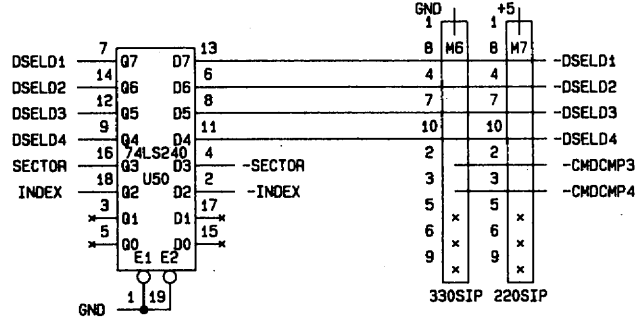 GND +5
1 1
7 13 8 M6 8 M7
DSELD1 Q7 D7 -DSELD1
14 6 4 4
DSELD2 Q6 D6 -DSELD2
12 8 7 7
DSELD3 Q5 D5 -DSELD3
9 11 10 10
DSELD4 Q4 D4 -DSELD4
16 74LS240 4 2 2
SECTOR Q3 D3 -SECTOR -CMDCMP3
18 U50 2 3 3
INDEX Q2 D2 -INDEX -CMDCMP4
3 17 5 5
× Q1 D1 × × ×
5 15 6 6
× Q0 D0 × × ×
E1 E2 9 9
× ×
1 19 330SIP 220SIP
GND